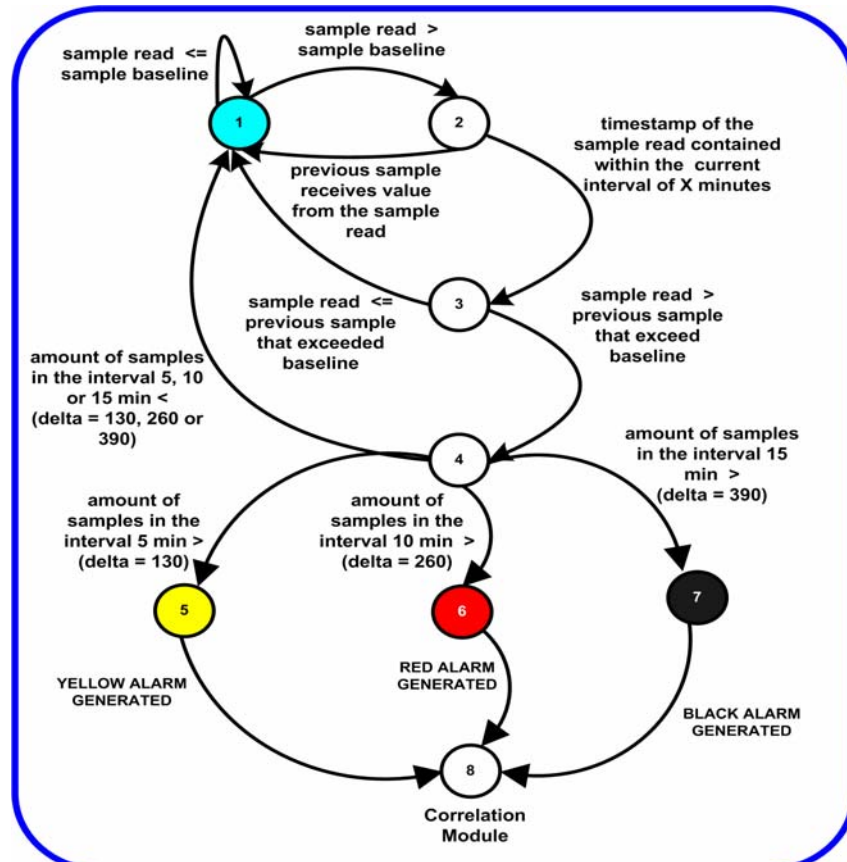 sample read <=
sample baseline
sample read >
sample baseline
1
2
timestamp of the
sample read contained
within the current
interval of X minutes
previous sample
receives value
from the sample
read
3
sample read <=
previous sample
that exceeded
baseline
sample read >
previous sample
that exceed
baseline
amount of samples
in the interval 5, 10
or 15 min <
(delta = 130, 260 or
390)
4
amount of samples
in the interval 15
min >
(delta = 390)
amount of
samples in the
interval 5 min >
(delta = 130)
amount of
samples in the
interval 10 min >
(delta = 260)
5
6
7
YELLOW ALARM
GENERATED
RED ALARM
GENERATED
BLACK ALARM
GENERATED
8
Correlation
Module